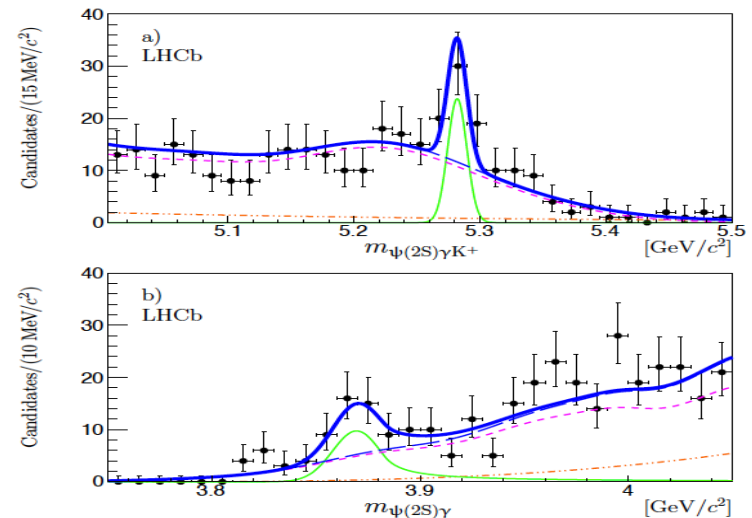 Candidates/(15 MeV/c²)
40
30
20
10
0
a)
LHCb
5.1 5.2 5.3 5.4 5.5
m_ψ(2S)γK⁺ [GeV/c²]
Candidates/(10 MeV/c²)
40
30
20
10
0
b)
LHCb
3.8 3.9 4
m_ψ(2S)γ [GeV/c²]